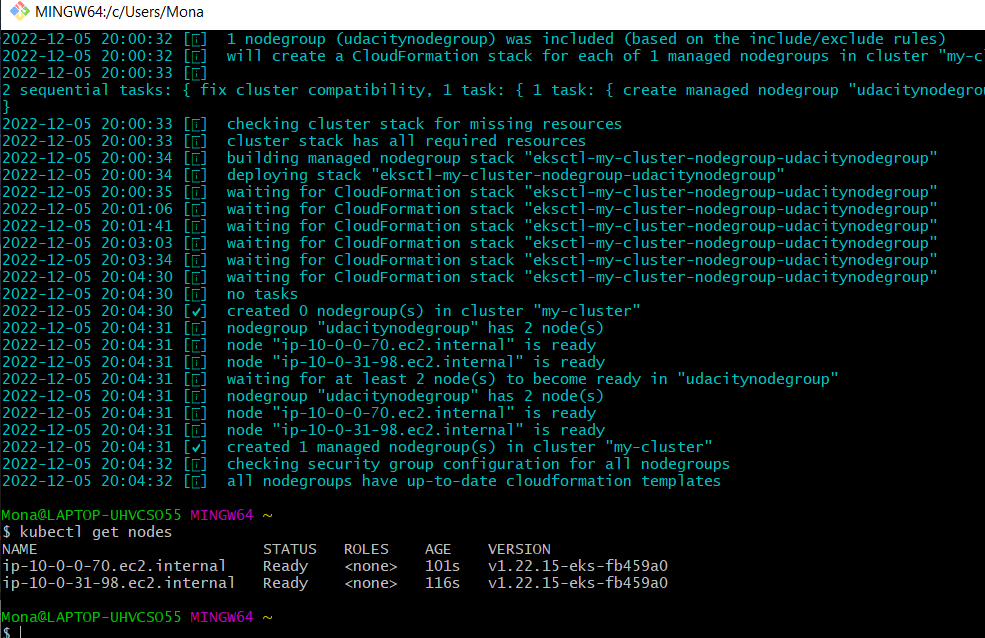 MINGW64:/c/Users/Mona
2022-12-05 20:00:32 [ℹ]  1 nodegroup (udacitynodegroup) was included (based on the include/exclude rules)
2022-12-05 20:00:32 [ℹ]  will create a CloudFormation stack for each of 1 managed nodegroups in cluster "my-c
2022-12-05 20:00:33 [ℹ]
2 sequential tasks: { fix cluster compatibility, 1 task: { 1 task: { create managed nodegroup "udacitynodegrou
}
2022-12-05 20:00:33 [ℹ]  checking cluster stack for missing resources
2022-12-05 20:00:33 [ℹ]  cluster stack has all required resources
2022-12-05 20:00:34 [ℹ]  building managed nodegroup stack "eksctl-my-cluster-nodegroup-udacitynodegroup"
2022-12-05 20:00:34 [ℹ]  deploying stack "eksctl-my-cluster-nodegroup-udacitynodegroup"
2022-12-05 20:00:35 [ℹ]  waiting for CloudFormation stack "eksctl-my-cluster-nodegroup-udacitynodegroup"
2022-12-05 20:01:06 [ℹ]  waiting for CloudFormation stack "eksctl-my-cluster-nodegroup-udacitynodegroup"
2022-12-05 20:01:41 [ℹ]  waiting for CloudFormation stack "eksctl-my-cluster-nodegroup-udacitynodegroup"
2022-12-05 20:03:03 [ℹ]  waiting for CloudFormation stack "eksctl-my-cluster-nodegroup-udacitynodegroup"
2022-12-05 20:03:34 [ℹ]  waiting for CloudFormation stack "eksctl-my-cluster-nodegroup-udacitynodegroup"
2022-12-05 20:04:30 [ℹ]  waiting for CloudFormation stack "eksctl-my-cluster-nodegroup-udacitynodegroup"
2022-12-05 20:04:30 [ℹ]  no tasks
2022-12-05 20:04:30 [✔]  created 0 nodegroup(s) in cluster "my-cluster"
2022-12-05 20:04:31 [ℹ]  nodegroup "udacitynodegroup" has 2 node(s)
2022-12-05 20:04:31 [ℹ]  node "ip-10-0-0-70.ec2.internal" is ready
2022-12-05 20:04:31 [ℹ]  node "ip-10-0-31-98.ec2.internal" is ready
2022-12-05 20:04:31 [ℹ]  waiting for at least 2 node(s) to become ready in "udacitynodegroup"
2022-12-05 20:04:31 [ℹ]  nodegroup "udacitynodegroup" has 2 node(s)
2022-12-05 20:04:31 [ℹ]  node "ip-10-0-0-70.ec2.internal" is ready
2022-12-05 20:04:31 [ℹ]  node "ip-10-0-31-98.ec2.internal" is ready
2022-12-05 20:04:31 [✔]  created 1 managed nodegroup(s) in cluster "my-cluster"
2022-12-05 20:04:32 [ℹ]  checking security group configuration for all nodegroups
2022-12-05 20:04:32 [ℹ]  all nodegroups have up-to-date cloudformation templates
Mona@LAPTOP-UHVCSO55 MINGW64 ~
$ kubectl get nodes
NAME                         STATUS   ROLES    AGE    VERSION
ip-10-0-0-70.ec2.internal    Ready    <none>   101s   v1.22.15-eks-fb459a0
ip-10-0-31-98.ec2.internal   Ready    <none>   116s   v1.22.15-eks-fb459a0
Mona@LAPTOP-UHVCSO55 MINGW64 ~
$